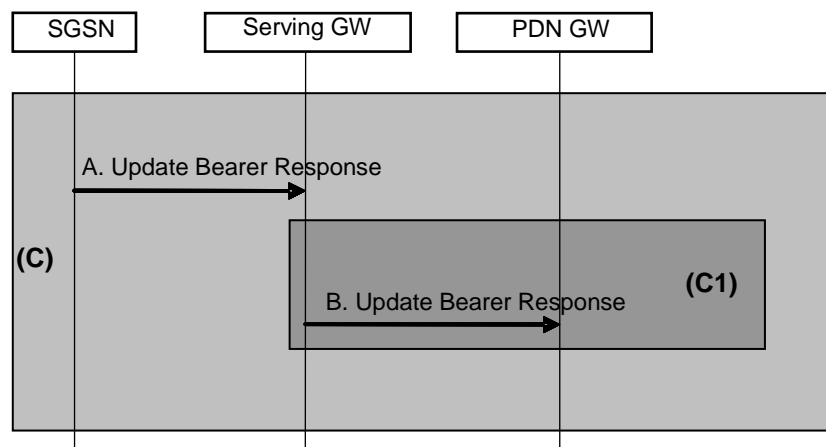 SGSN
Serving GW
PDN GW
A. Update Bearer Response
(C)
(C1)
B. Update Bearer Response